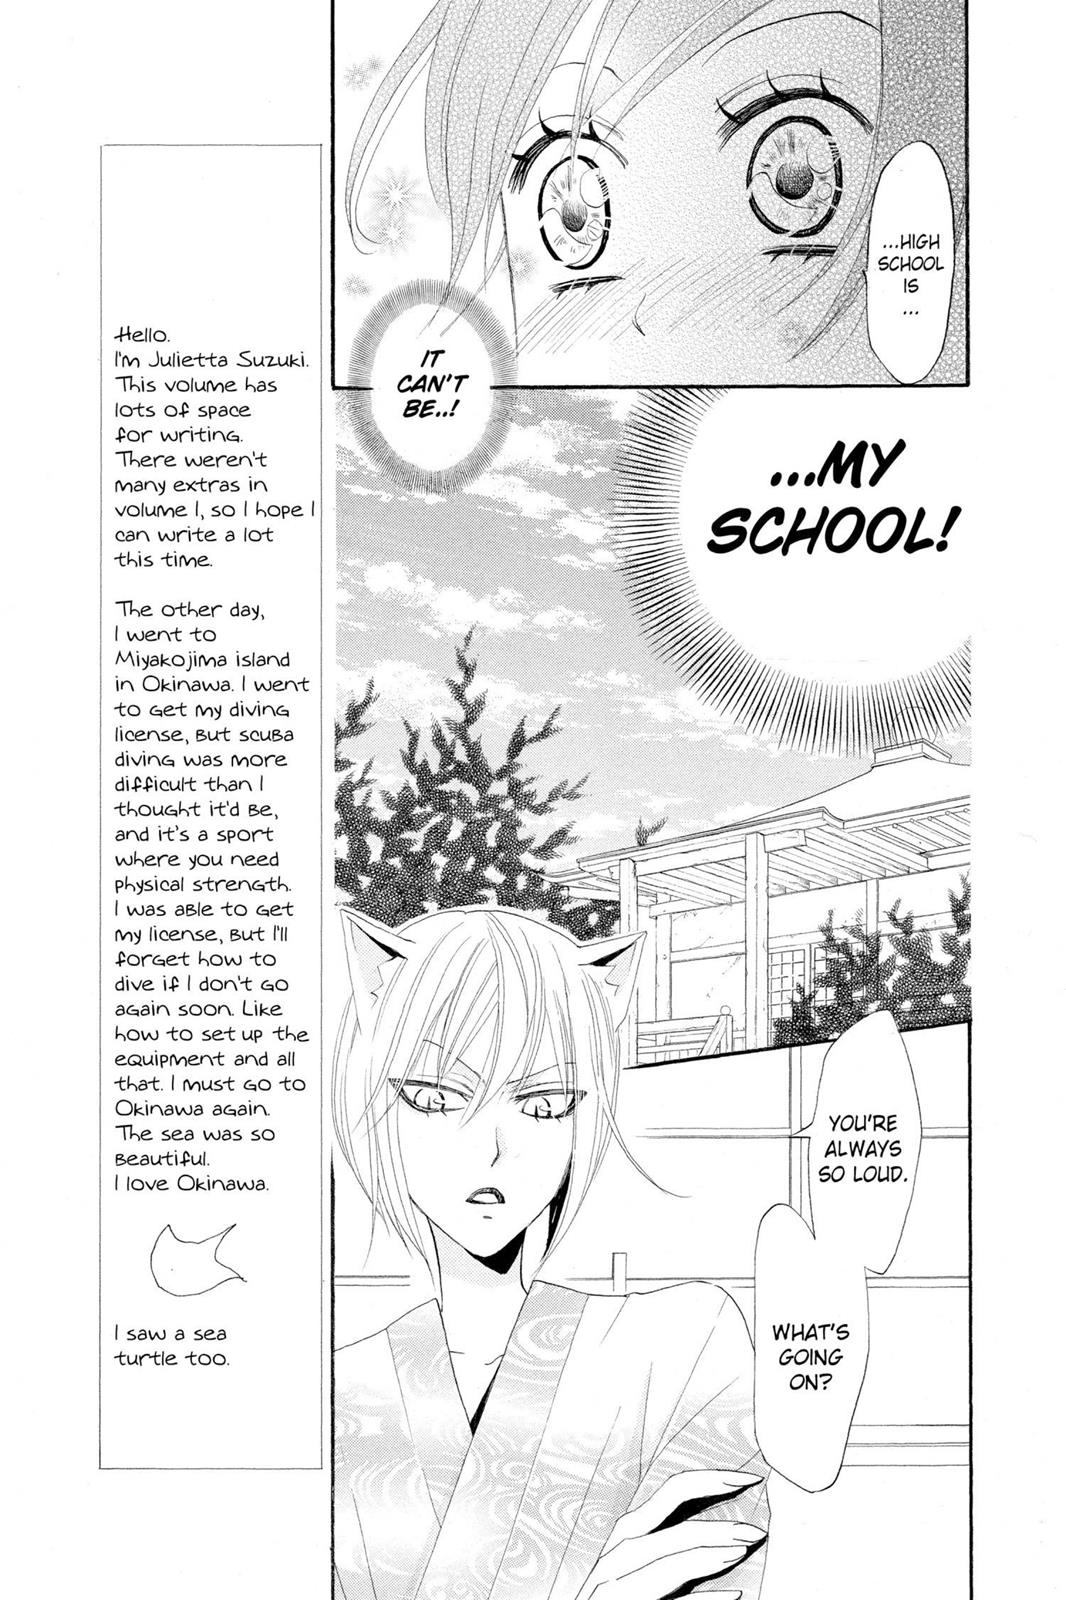 ...HIGH
SCHOOL
IS
...
IT
CAN'T
BE..!
...MY
SCHOOL!
YOU'RE
ALWAYS
SO LOUD.
WHAT'S
GOING
ON?
Hello.
I'm Julietta Suzuki.
This volume has
lots of space
for writing.
There weren't
many extras in
volume 1, so I hope I
can write a lot
this time.
The other day,
I went to
Miyakojima island
in Okinawa. I went
to get my diving
license, but scuba
diving was more
difficult than I
thought it'd be,
and it's a sport
where you need
physical strength.
I was able to get
my license, but I'll
forget how to
dive if I don't go
again soon. Like
how to set up the
equipment and all
that. I must go to
Okinawa again.
The sea was so
beautiful.
I love Okinawa.
I saw a sea
turtle too.